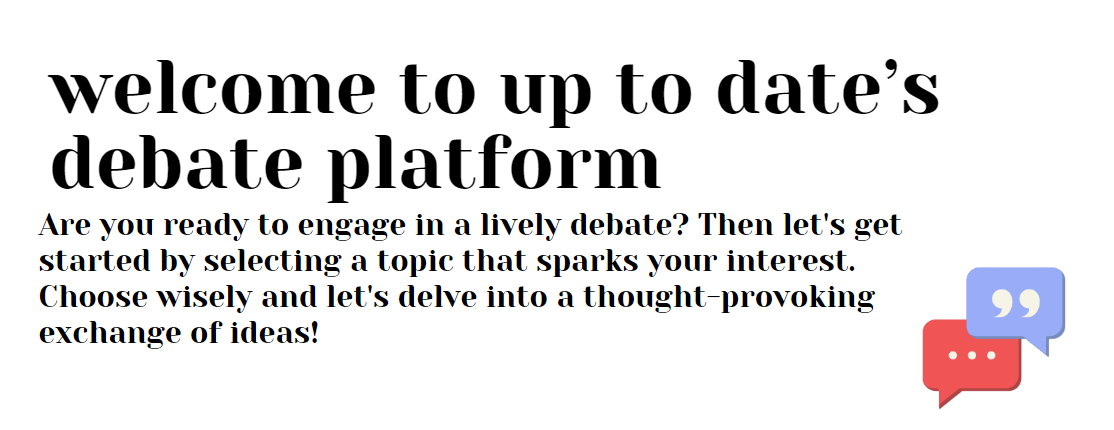 welcome to up to date’s
debate platform
Are you ready to engage in a lively debate? Then let's get
started by selecting a topic that sparks your interest.
Choose wisely and let's delve into a thought-provoking
exchange of ideas!